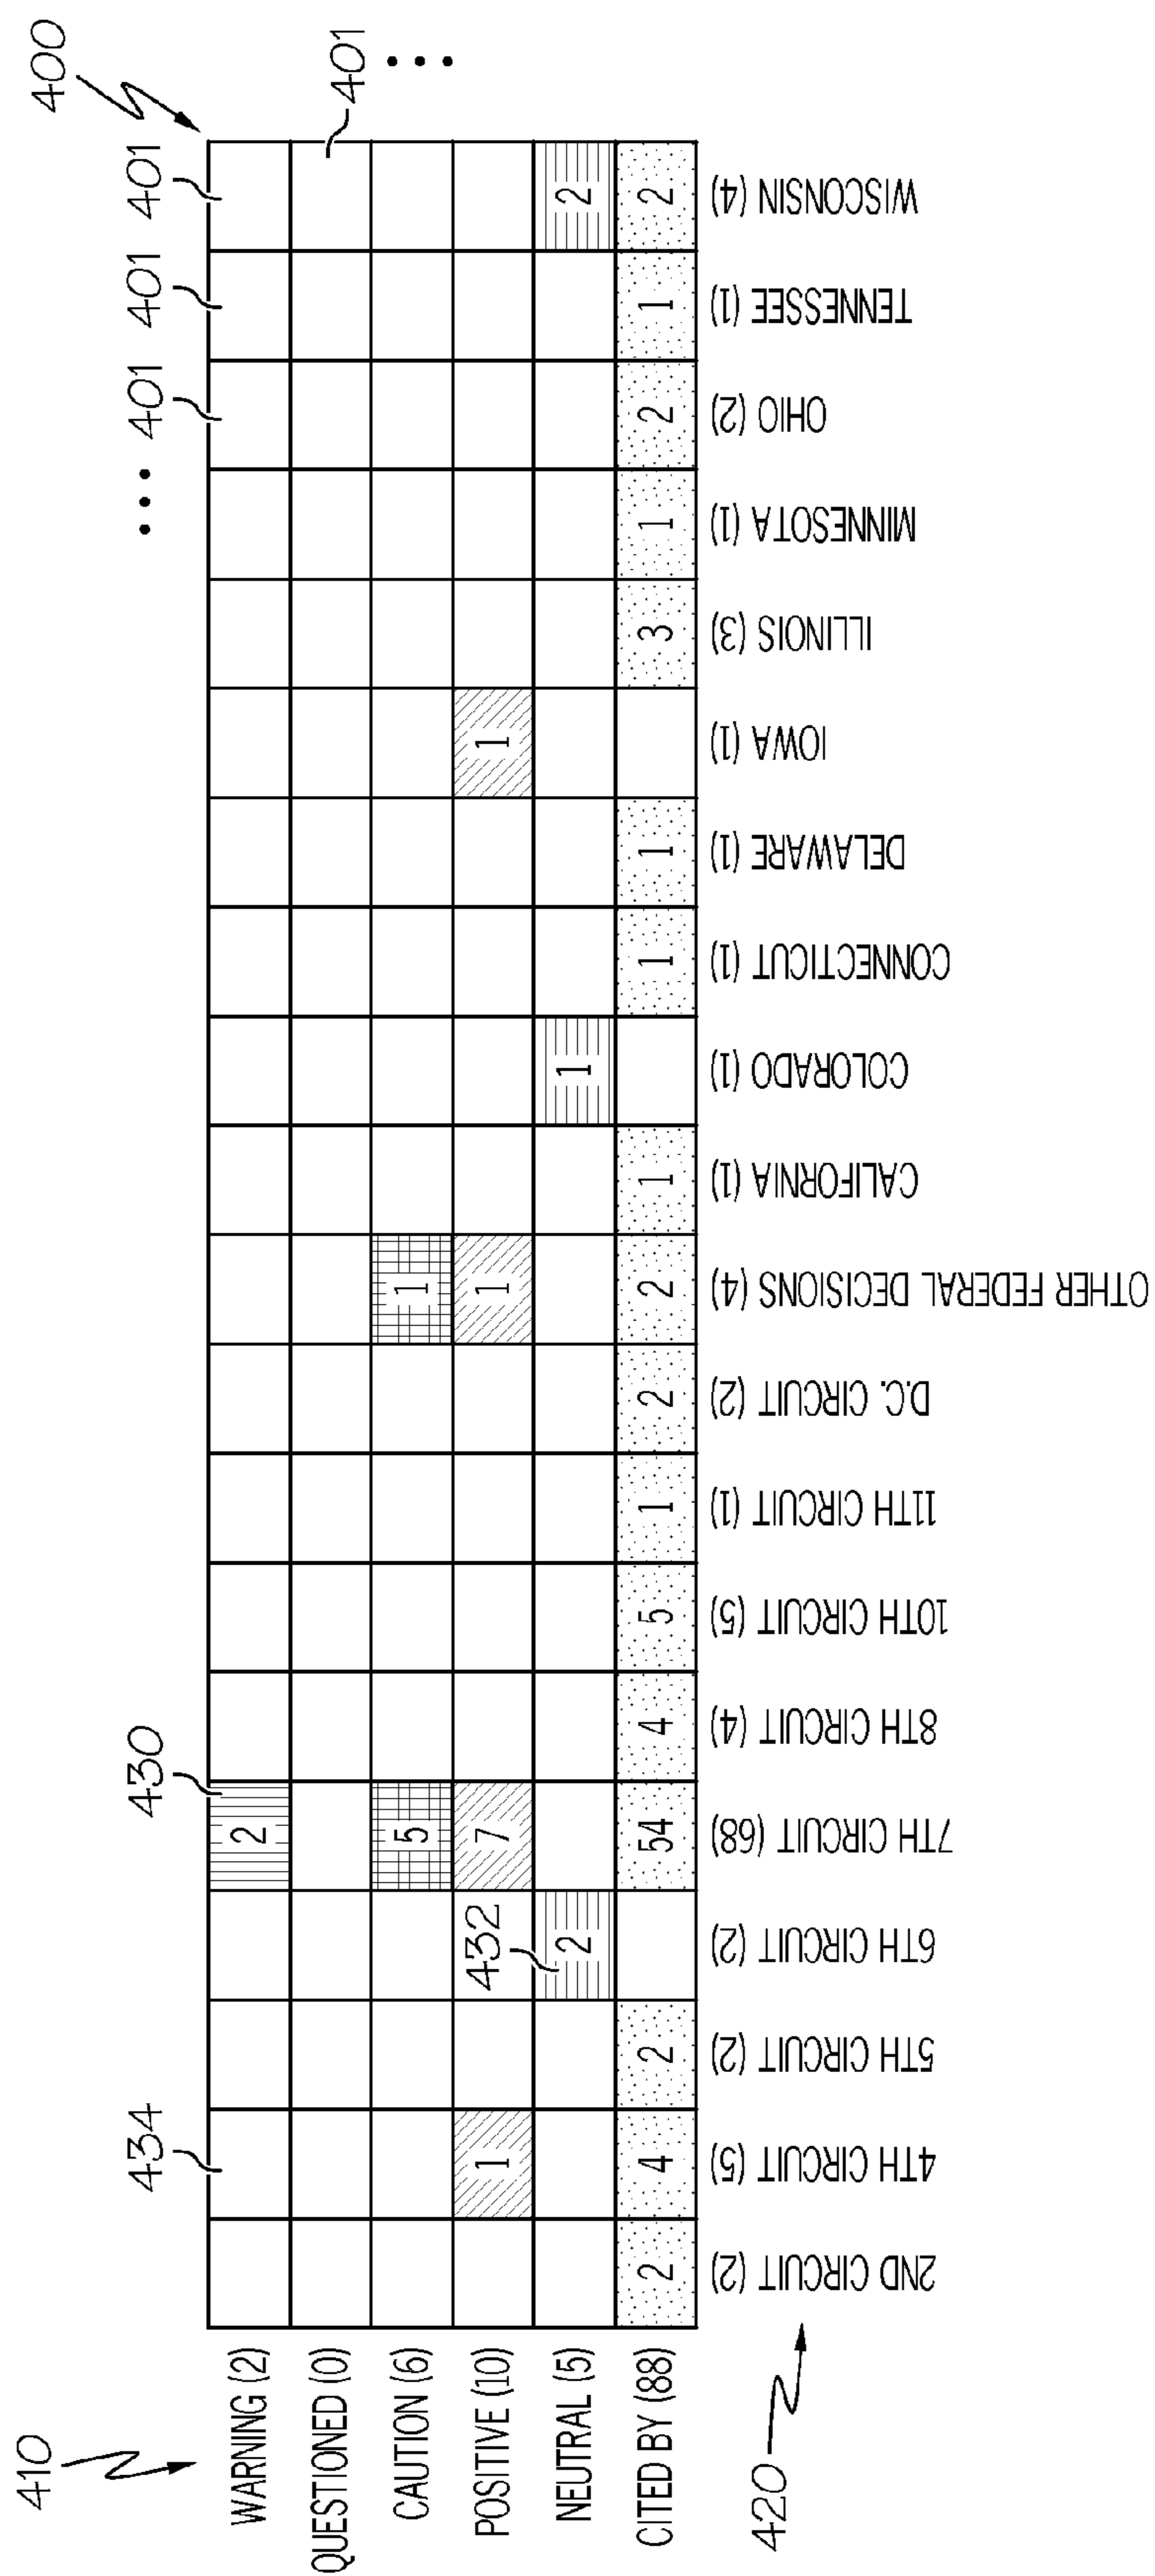 400
401 401 401 • • •
401
• • •
410
430
434
432
WARNING (2) 2
QUESTIONED (0)
CAUTION (6) 5 1
POSITIVE (10) 1 7 1 1
NEUTRAL (5) 2 1 2
CITED BY (88) 2 4 2 54 4 5 1 2 2 1 1 1 3 1 2 1 2
420
2ND CIRCUIT (2)
4TH CIRCUIT (5)
5TH CIRCUIT (2)
6TH CIRCUIT (2)
7TH CIRCUIT (68)
8TH CIRCUIT (4)
10TH CIRCUIT (5)
11TH CIRCUIT (1)
D.C. CIRCUIT (2)
OTHER FEDERAL DECISIONS (4)
CALIFORNIA (1)
COLORADO (1)
CONNECTICUT (1)
DELAWARE (1)
IOWA (1)
ILLINOIS (3)
MINNESOTA (1)
OHIO (2)
TENNESSEE (1)
WISCONSIN (4)